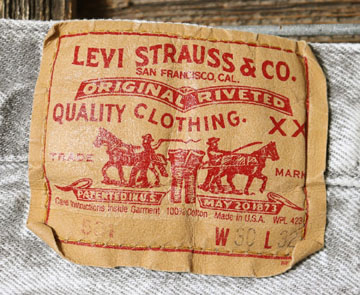 LEVI STRAUSS & CO.
SAN FRANCISCO, CAL.
ORIGINAL RIVETED
QUALITY CLOTHING. XX
TRADE MARK
PATENTED IN U.S. MAY 20 1873
Care Instructions Inside Garment 100% Cotton Made in U.S.A. WPL 423
W 30 L 32